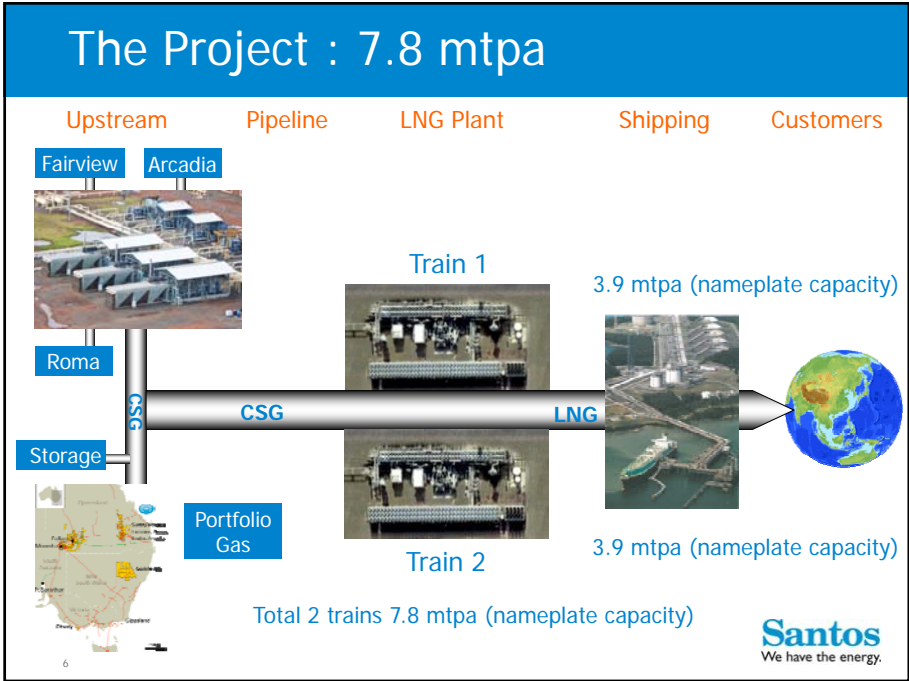 The Project : 7.8 mtpa
Upstream
Pipeline
LNG Plant
Shipping
Customers
Fairview
Arcadia
Train 1
3.9 mtpa (nameplate capacity)
Roma
CSG
CSG
LNG
Storage
Portfolio
Gas
Train 2
3.9 mtpa (nameplate capacity)
Total 2 trains 7.8 mtpa (nameplate capacity)
Santos
We have the energy.
6